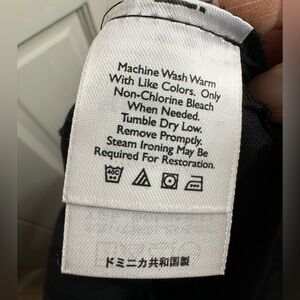 Machine Wash Warm
With Like Colors. Only
Non-Chlorine Bleach
When Needed.
Tumble Dry Low.
Remove Promptly.
Steam Ironing May Be
Required For Restoration.
ドミニカ共和国製